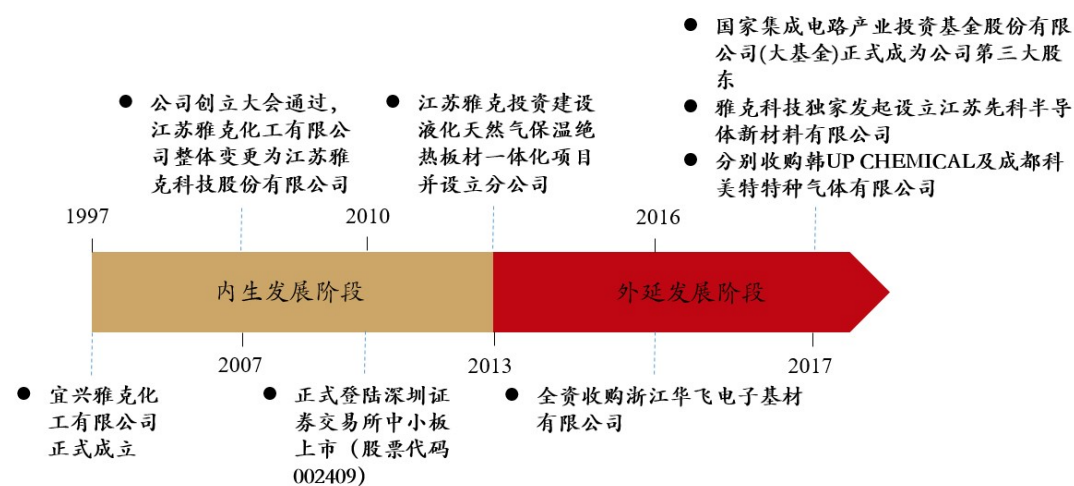 ● 国家集成电路产业投资基金股份有限
公司(大基金)正式成为公司第三大股
东
● 雅克科技独家发起设立江苏先科半导
体新材料有限公司
● 分别收购韩UP CHEMICAL及成都科
美特特种气体有限公司
● 公司创立大会通过，
江苏雅克化工有限公
司整体变更为江苏雅
克科技股份有限公司
● 江苏雅克投资建设
液化天然气保温绝
热板材一体化项目
并设立分公司
1997
2010
2016
内生发展阶段
外延发展阶段
2007
2013
2017
● 宜兴雅克化
工有限公司
正式成立
● 正式登陆深圳证
券交易所中小板
上市（股票代码
002409）
● 全资收购浙江华飞电子基材
有限公司